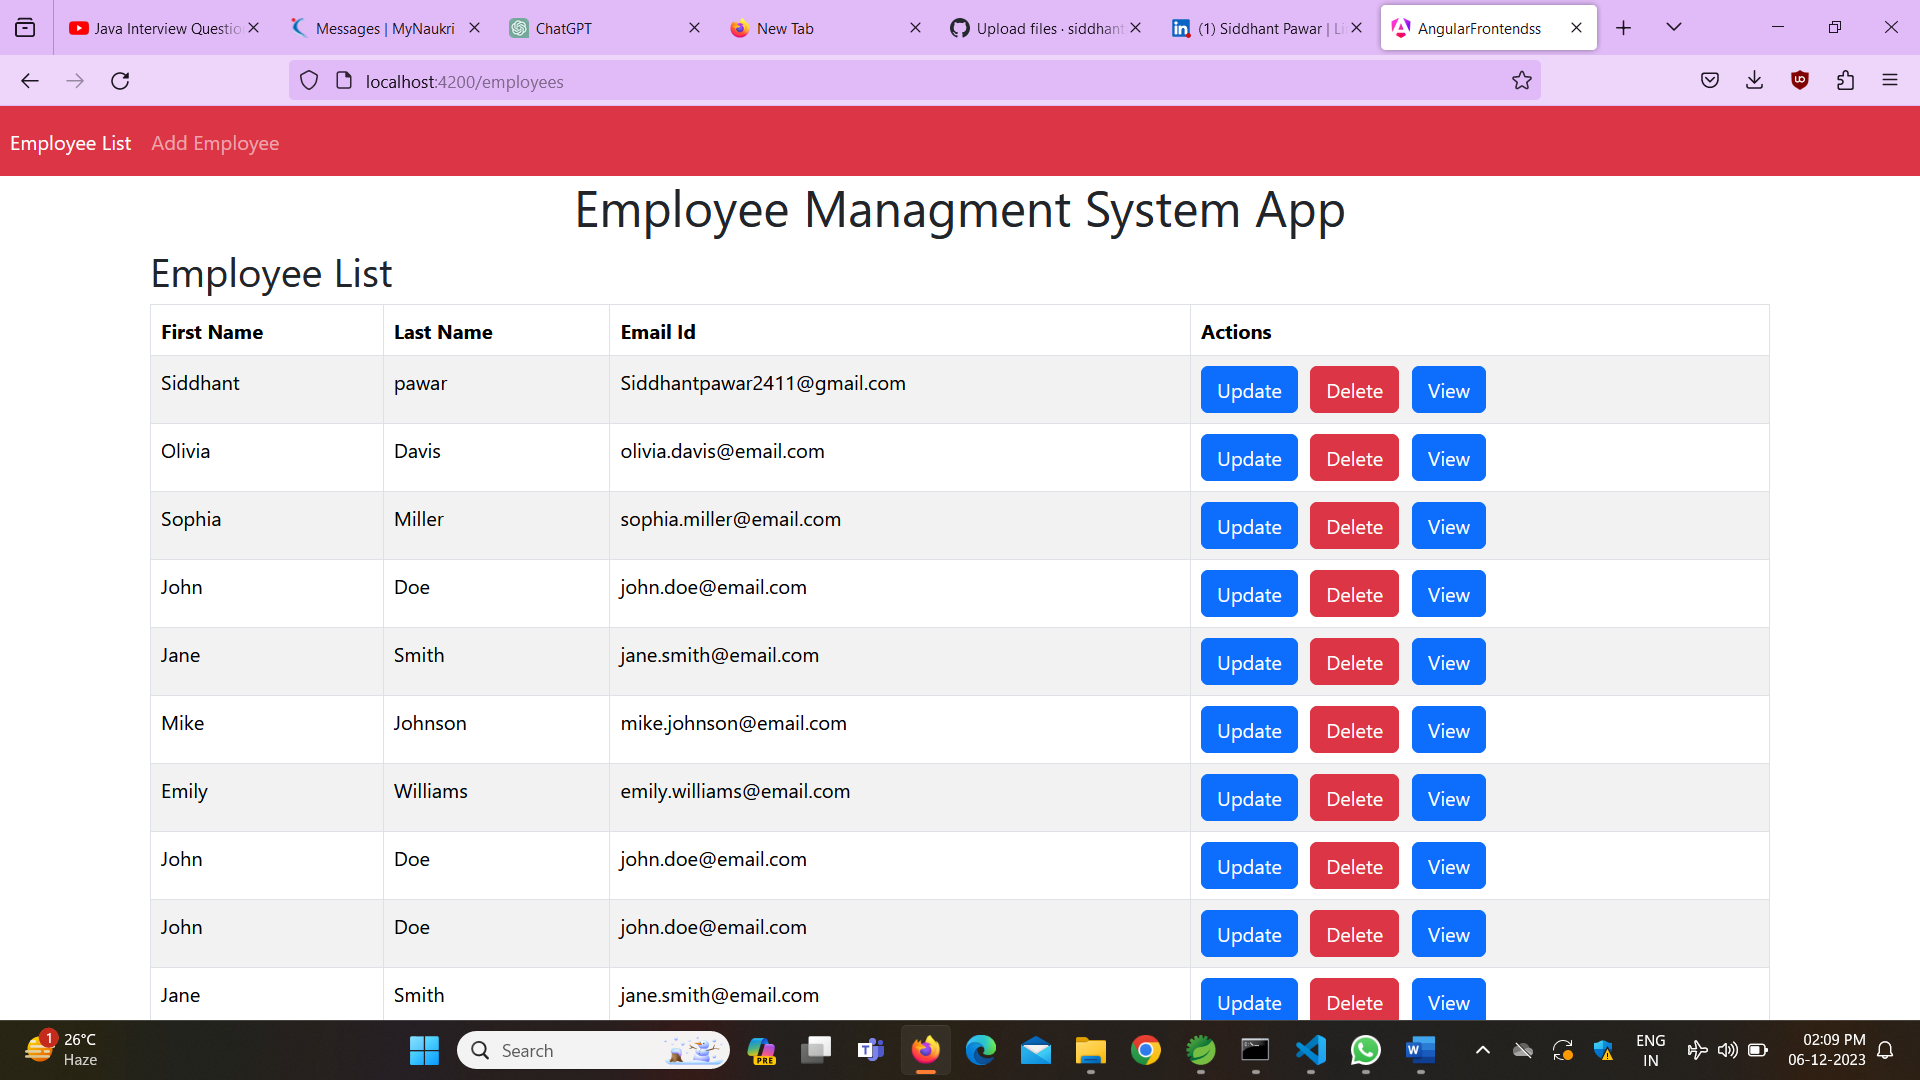 Java Interview Questio
Messages | MyNaukri
ChatGPT
New Tab
Upload files · siddhant
(1) Siddhant Pawar | Li
AngularFrontendss
localhost:4200/employees
Employee List Add Employee
Employee Managment System App
Employee List
First Name Last Name Email Id Actions
Siddhant pawar Siddhantpawar2411@gmail.com Update Delete View
Olivia Davis olivia.davis@email.com Update Delete View
Sophia Miller sophia.miller@email.com Update Delete View
John Doe john.doe@email.com Update Delete View
Jane Smith jane.smith@email.com Update Delete View
Mike Johnson mike.johnson@email.com Update Delete View
Emily Williams emily.williams@email.com Update Delete View
John Doe john.doe@email.com Update Delete View
John Doe john.doe@email.com Update Delete View
Jane Smith jane.smith@email.com Update Delete View
1 26°C
Haze
Search
PRE
ENG
IN
02:09 PM
06-12-2023